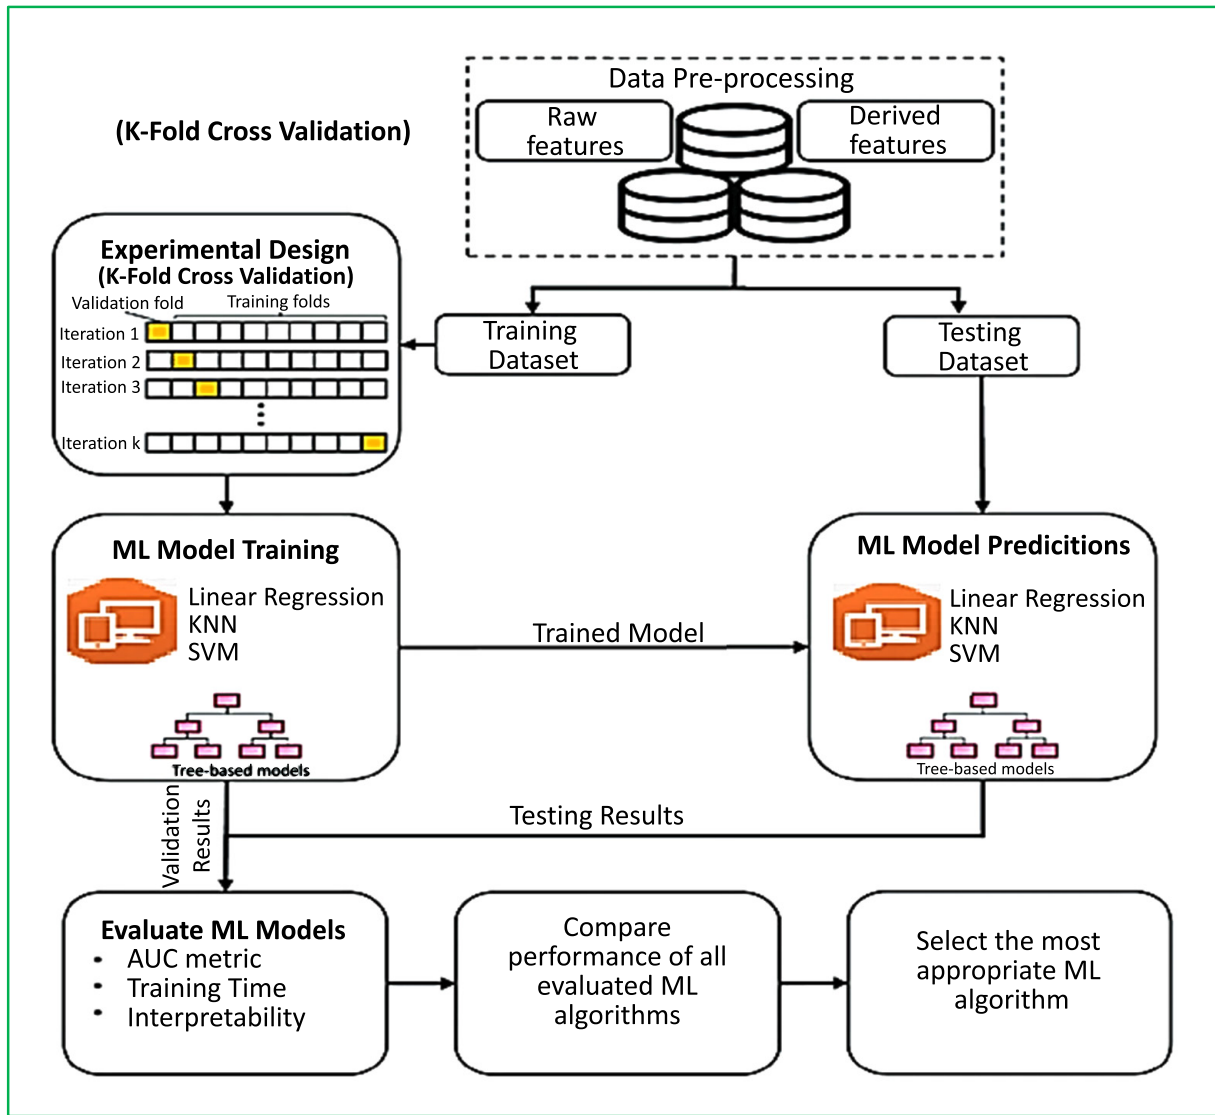 Data Pre-processing
Raw
features
Derived
features
(K-Fold Cross Validation)
Experimental Design
(K-Fold Cross Validation)
Validation fold
Training folds
Iteration 1
Iteration 2
Iteration 3
Iteration k
Training
Dataset
Testing
Dataset
ML Model Training
Linear Regression
KNN
SVM
Tree-based models
Trained Model
ML Model Predicitions
Linear Regression
KNN
SVM
Tree-based models
Validation
Results
Testing Results
Evaluate ML Models
• AUC metric
• Training Time
• Interpretability
Compare
performance of all
evaluated ML
algorithms
Select the most
appropriate ML
algorithm